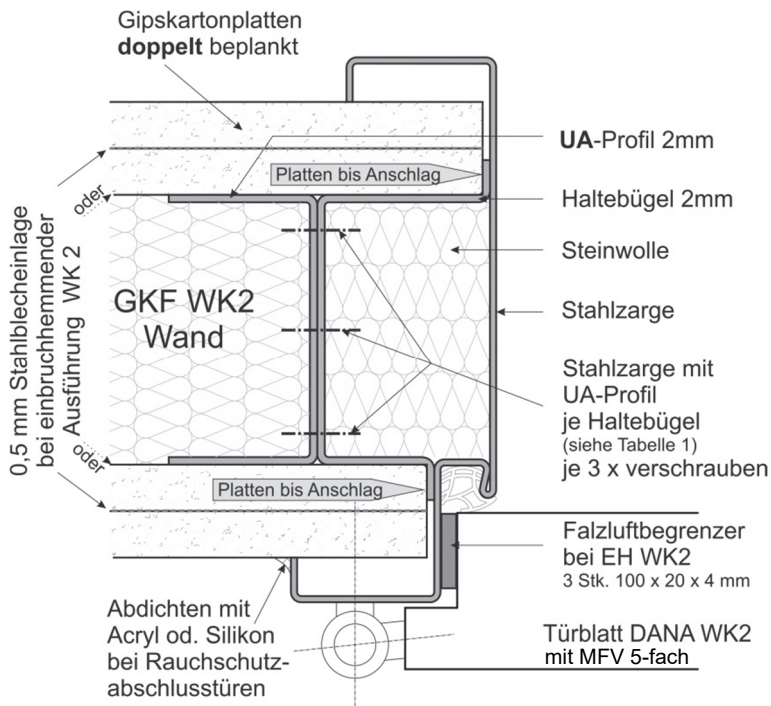 Gipskartonplatten
doppelt beplankt
UA-Profil 2mm
Platten bis Anschlag
oder
Haltebügel 2mm
Steinwolle
GKF WK2
Wand
Stahlzarge
0,5 mm Stahlblecheinlage
bei einbruchhemmender
Ausführung WK 2
Stahlzarge mit
UA-Profil
je Haltebügel
(siehe Tabelle 1)
je 3 x verschrauben
oder
Platten bis Anschlag
Falzluftbegrenzer
bei EH WK2
3 Stk. 100 x 20 x 4 mm
Abdichten mit
Acryl od. Silikon
bei Rauchschutz-
abschlusstüren
Türblatt DANA WK2
mit MFV 5-fach